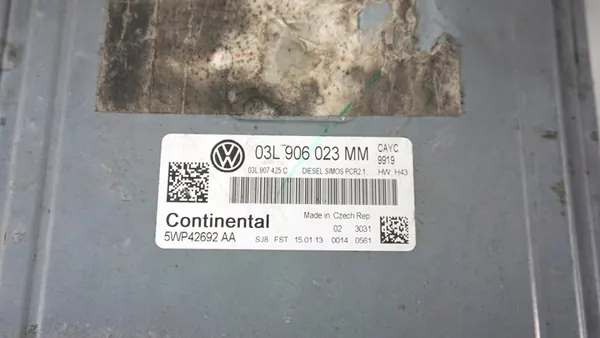 03L 906 023 MM CAYC
9919
03L 907 425 C DIESEL SIMOS PCR2.1. HW: H43
Continental Made in Czech Rep
02 3031
5WP42692 AA SJ8 FST 15.01.13 0014 0561